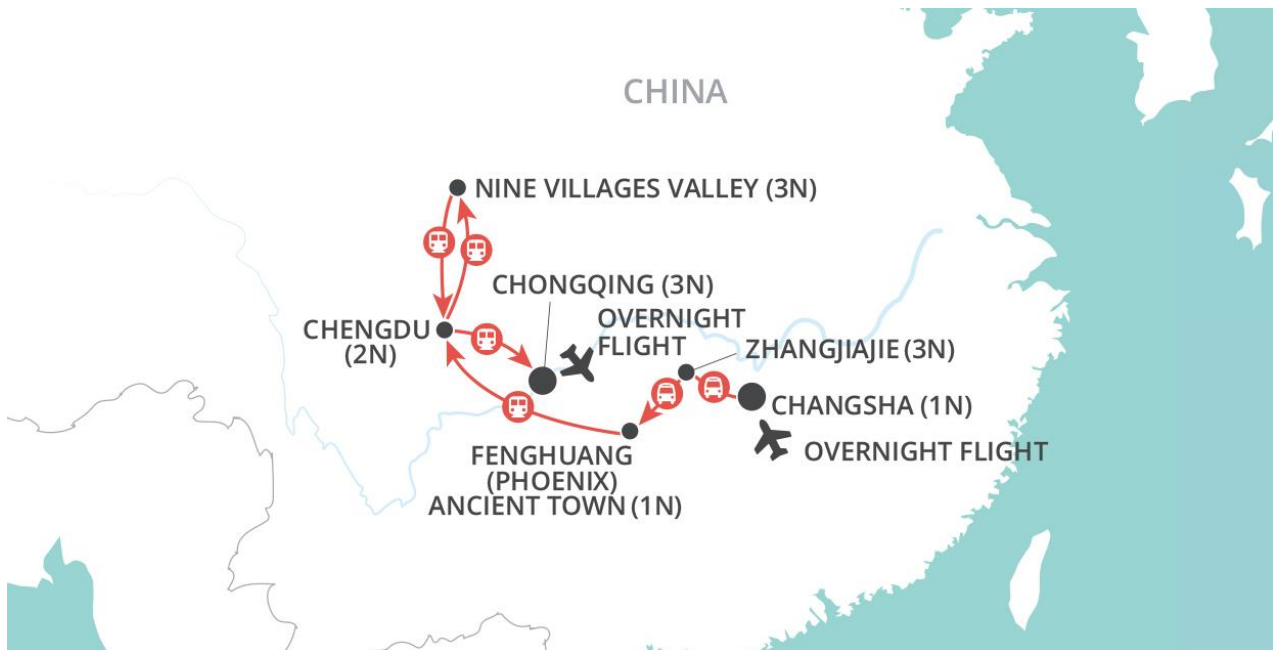 CHINA
NINE VILLAGES VALLEY (3N)
CHONGQING (3N)
OVERNIGHT
FLIGHT
CHENGDU
(2N)
ZHANGJIAJIE (3N)
CHANGSHA (1N)
OVERNIGHT FLIGHT
FENGHUANG
(PHOENIX)
ANCIENT TOWN (1N)